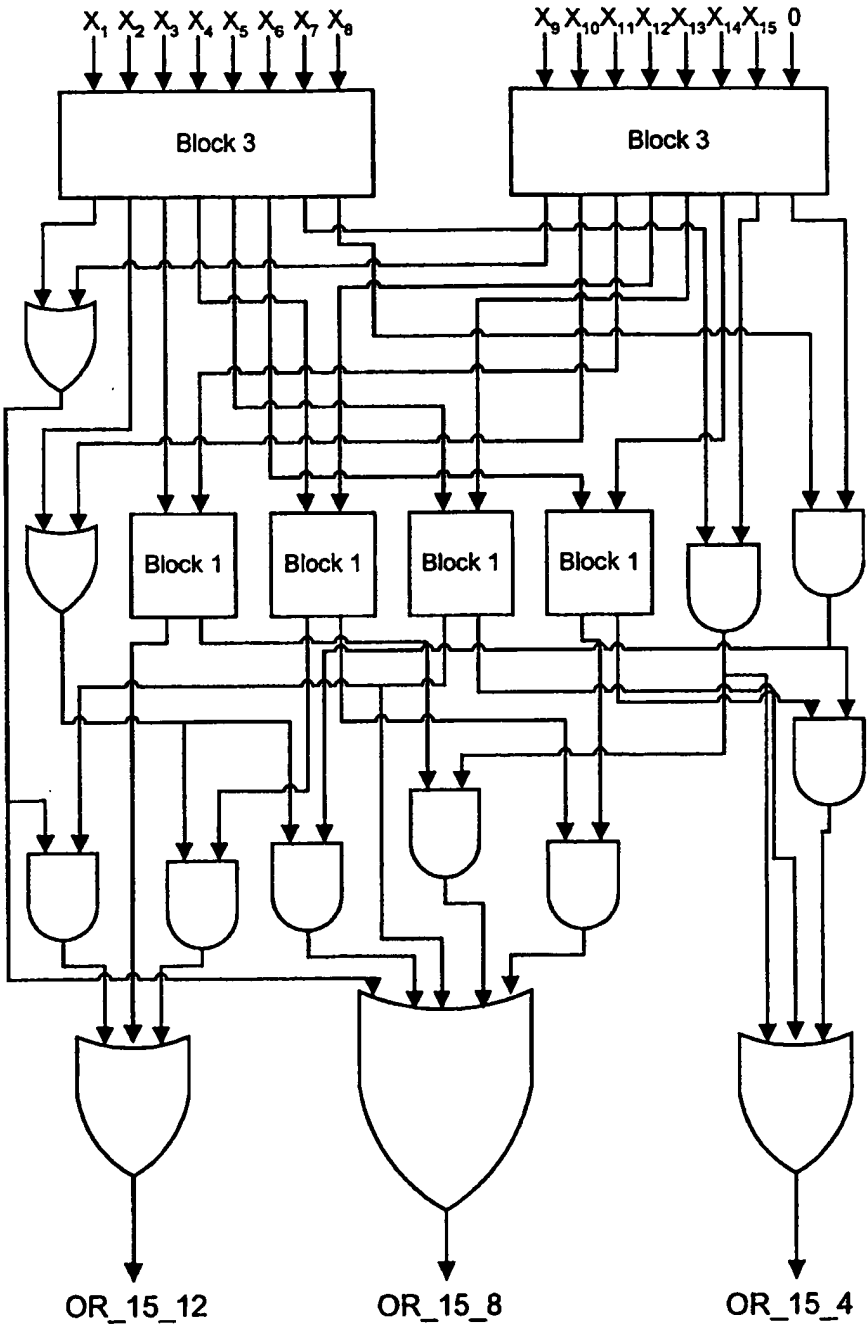 X₁ X₂ X₃ X₄ X₅ X₆ X₇ X₈
X₉ X₁₀ X₁₁ X₁₂ X₁₃ X₁₄ X₁₅ 0
Block 3
Block 3
Block 1
Block 1
Block 1
Block 1
OR_15_12
OR_15_8
OR_15_4